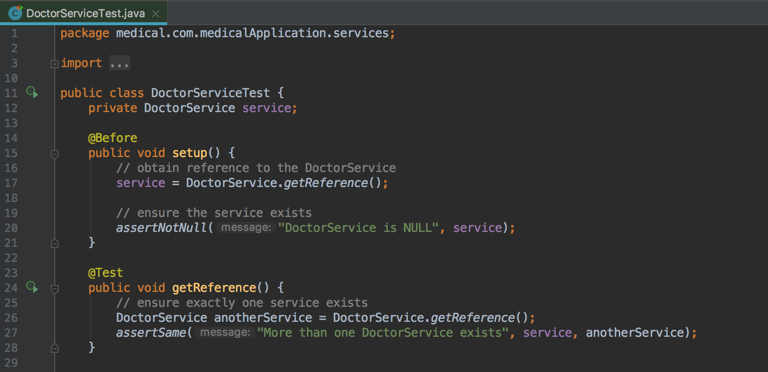 DoctorServiceTest.java
1 package medical.com.medicalApplication.services;
2
3 import ...
10
11 public class DoctorServiceTest {
12 private DoctorService service;
13
14 @Before
15 public void setup() {
16 // obtain reference to the DoctorService
17 service = DoctorService.getReference();
18
19 // ensure the service exists
20 assertNotNull( message: "DoctorService is NULL", service);
21 }
22
23 @Test
24 public void getReference() {
25 // ensure exactly one service exists
26 DoctorService anotherService = DoctorService.getReference();
27 assertSame( message: "More than one DoctorService exists", service, anotherService);
28 }
29